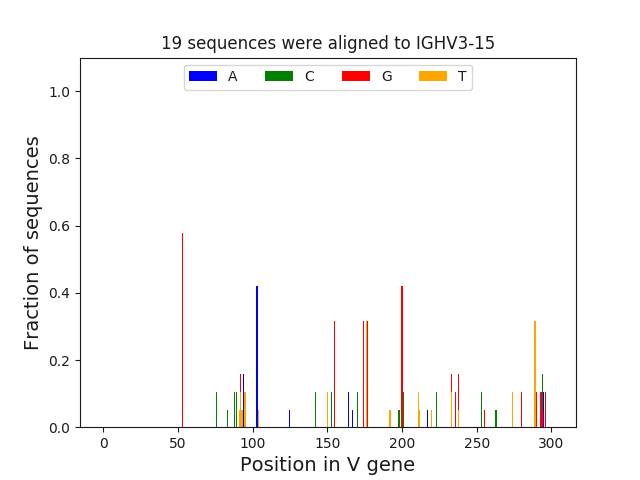 19 sequences were aligned to IGHV3-15
A C G T
1.0
0.8
0.6
0.4
0.2
0.0
Fraction of sequences
0 50 100 150 200 250 300
Position in V gene